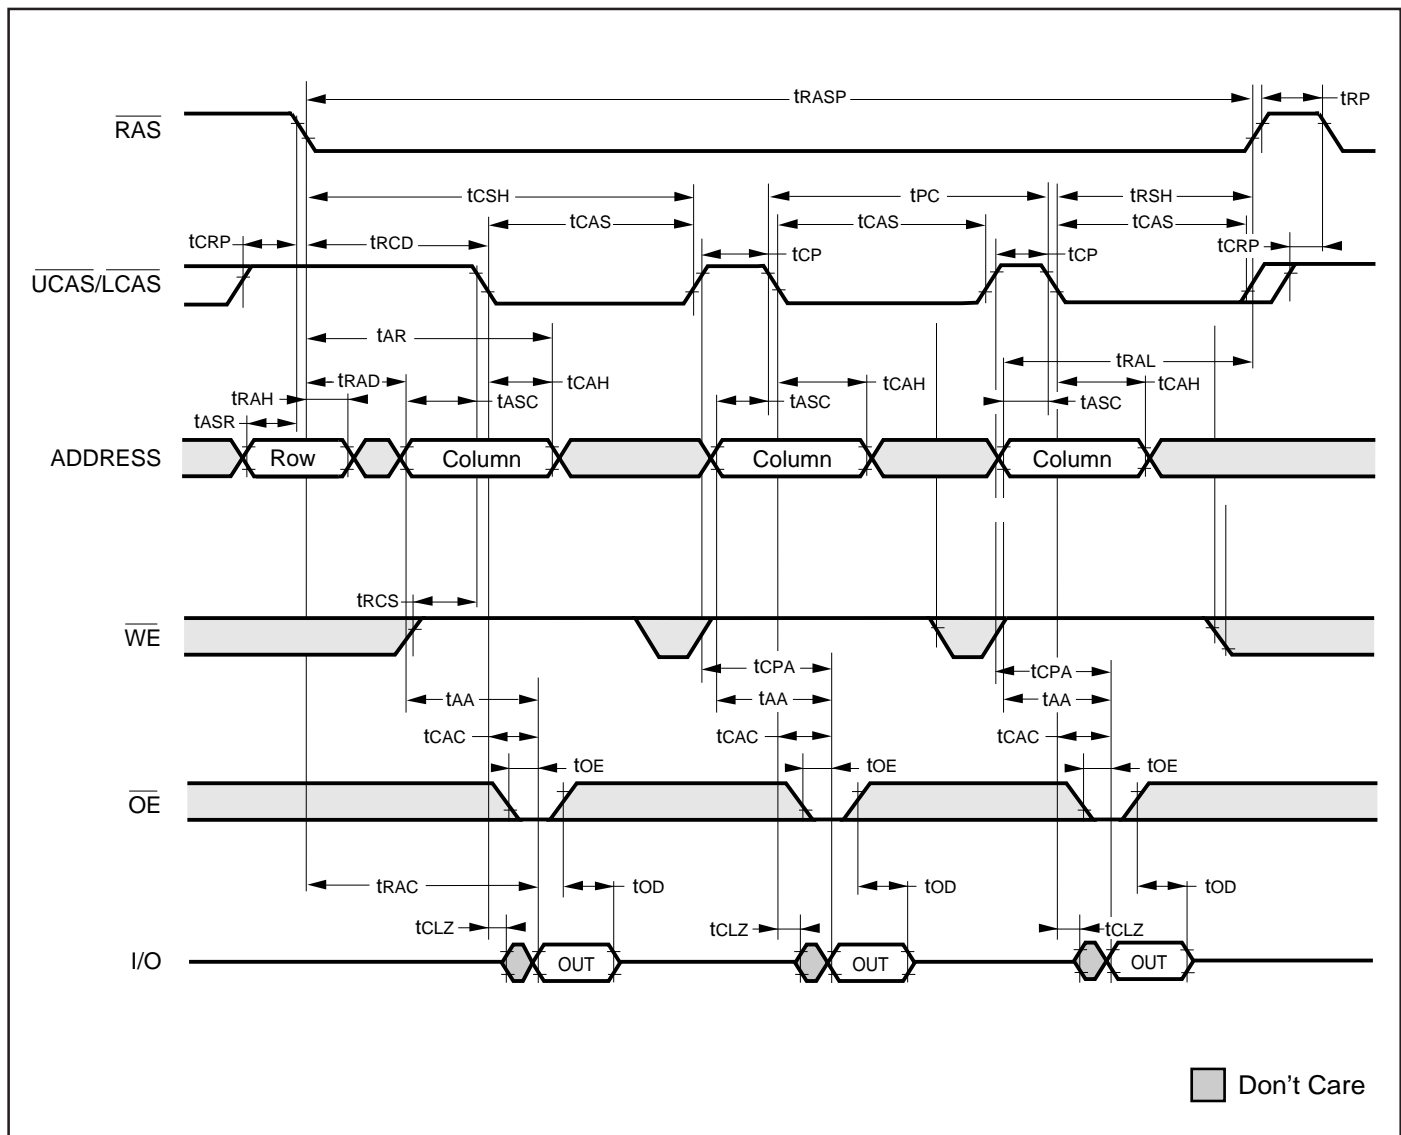 tRASP
tRP
RAS
tCSH
tPC
tRSH
tCAS
tCAS
tCAS
tCRP
tRCD
tCP
tCP
tCRP
UCAS/LCAS
tAR
tRAL
tRAD
tCAH
tCAH
tCAH
tRAH
tASC
tASC
tASC
tASR
ADDRESS
Row
Column
Column
Column
tRCS
WE
tCPA
tCPA
tAA
tAA
tAA
tCAC
tCAC
tCAC
tOE
tOE
tOE
OE
tRAC
tOD
tOD
tOD
tCLZ
tCLZ
tCLZ
I/O
OUT
OUT
OUT
Don't Care